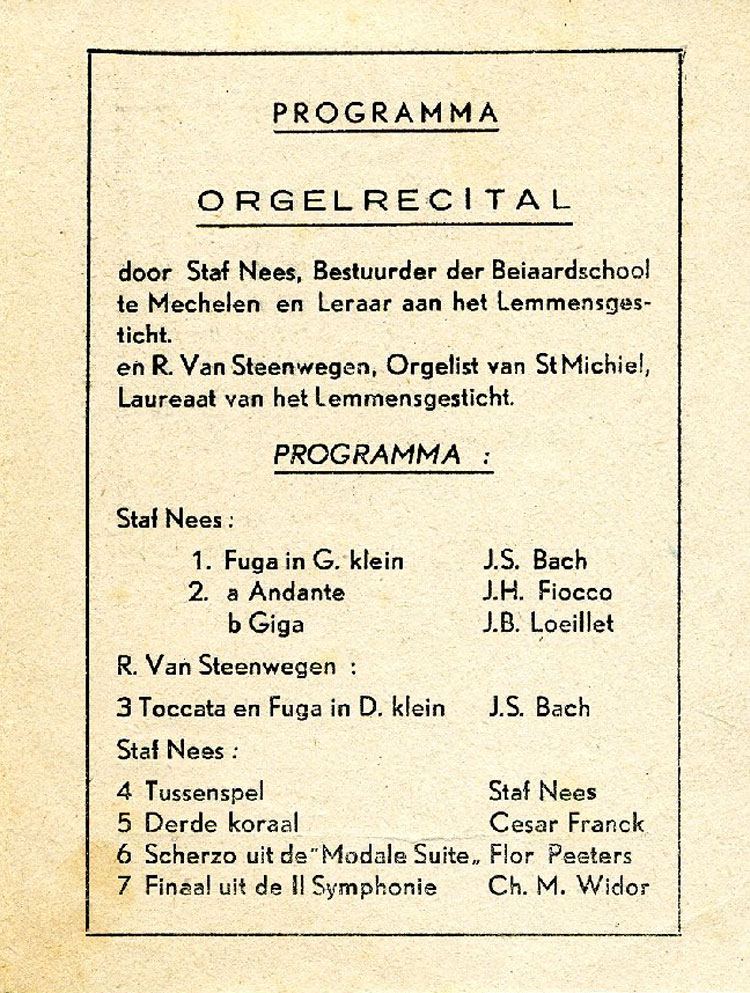 PROGRAMMA
ORGELRECITAL
door Staf Nees, Bestuurder der Beiaardschool
te Mechelen en Leraar aan het Lemmensges-
ticht.
en R. Van Steenwegen, Orgelist van St Michiel,
Laureaat van het Lemmensgesticht.
PROGRAMMA :
Staf Nees :
1. Fuga in G. klein J.S. Bach
2. a Andante J.H. Fiocco
b Giga J.B. Loeillet
R. Van Steenwegen :
3 Toccata en Fuga in D. klein J.S. Bach
Staf Nees :
4 Tussenspel Staf Nees
5 Derde koraal Cesar Franck
6 Scherzo uit de "Modale Suite„ Flor Peeters
7 Finaal uit de II Symphonie Ch. M. Widor